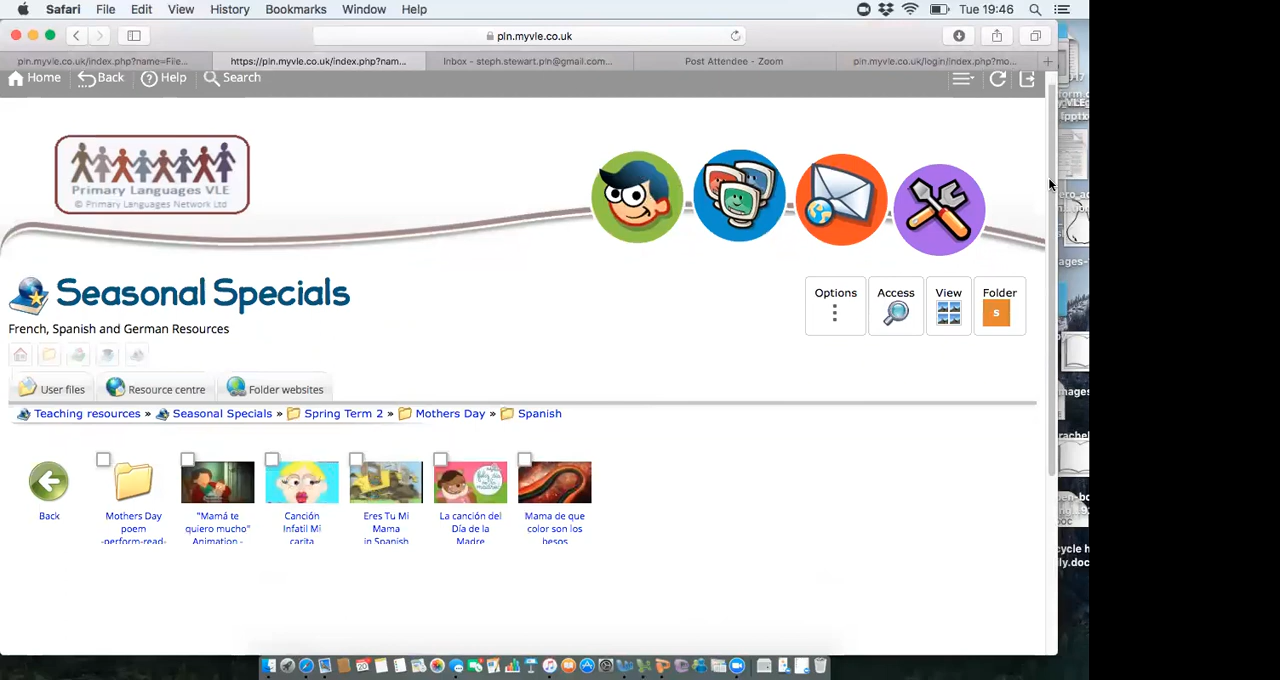 Safari File Edit View History Bookmarks Window Help Tue 19:46
pln.myvle.co.uk
pln.myvle.co.uk/index.php?name=File... https://pln.myvle.co.uk/index.php?nam... Inbox - steph.stewart.pln@gmail.com... Post Attendee - Zoom pln.myvle.co.uk/login/index.php?mo...
Home Back Help Search
Primary Languages VLE
© Primary Languages Network Ltd
Seasonal Specials
Options Access View Folder
s
French, Spanish and German Resources
User files Resource centre Folder websites
Teaching resources » Seasonal Specials » Spring Term 2 » Mothers Day » Spanish
Back
Mothers Day
poem
-perform-read-
"Mamá te
quiero mucho"
Animation -
Canción
Infatil Mi
carita
Eres Tu Mi
Mama
in Spanish
La canción del
Día de la
Madre
Mama de que
color son los
besos